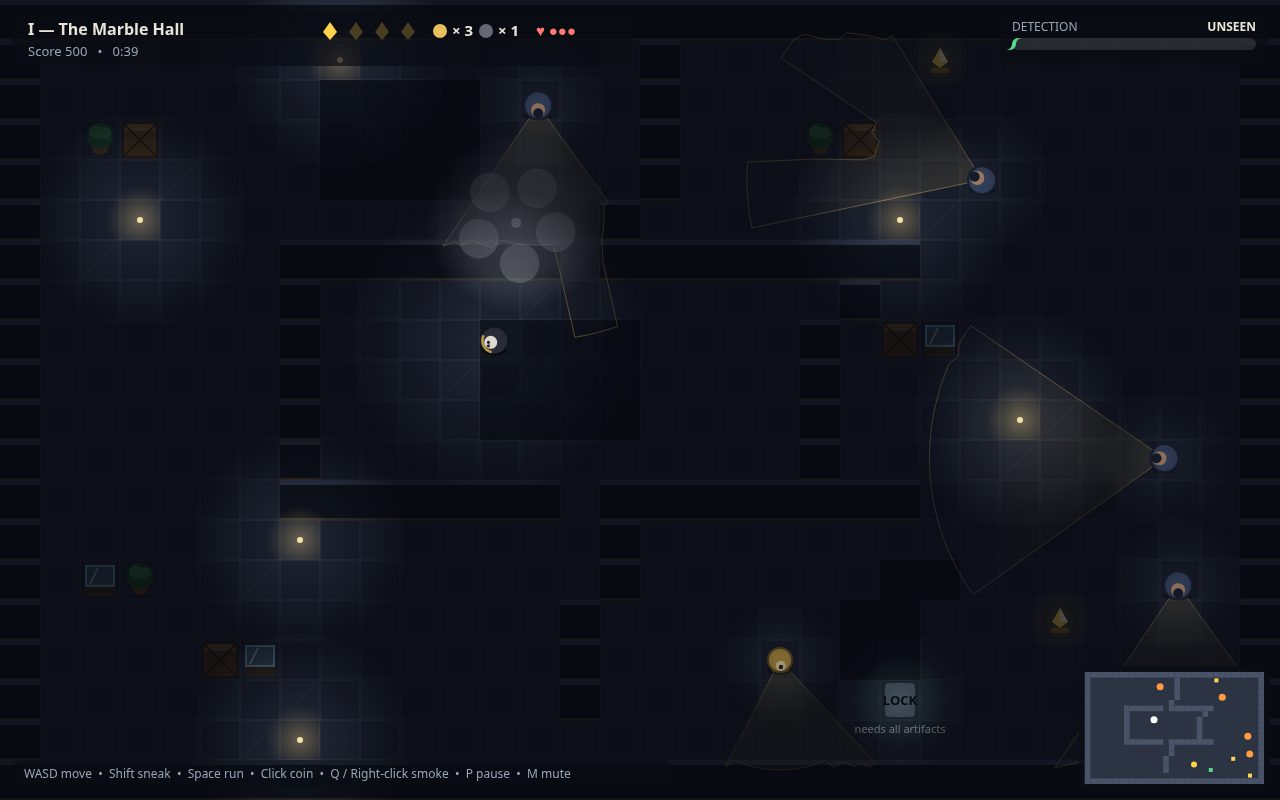 I — The Marble Hall
Score 500 • 0:39
× 3 × 1 ♥ ●●●
DETECTION UNSEEN
LOCK
needs all artifacts
WASD move • Shift sneak • Space run • Click coin • Q / Right-click smoke • P pause • M mute